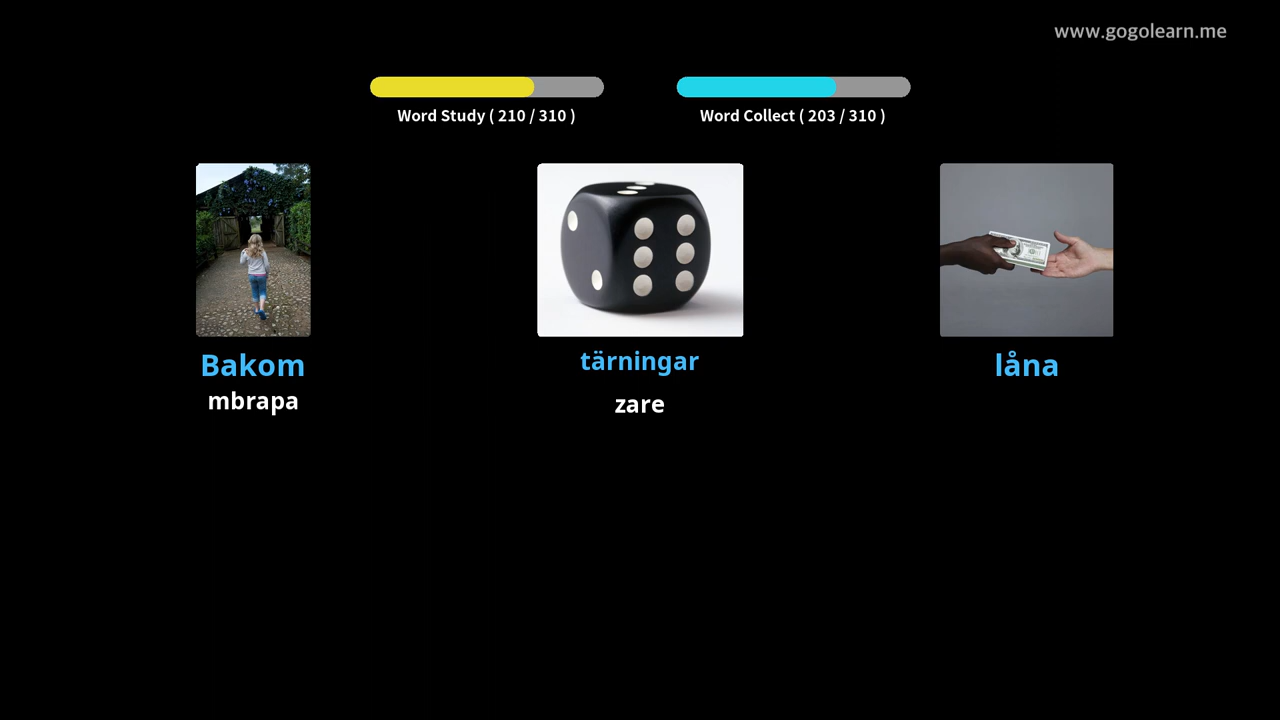 www.gogolearn.me
Word Study ( 210 / 310 )
Word Collect ( 203 / 310 )
Bakom
mbrapa
tärningar
zare
låna